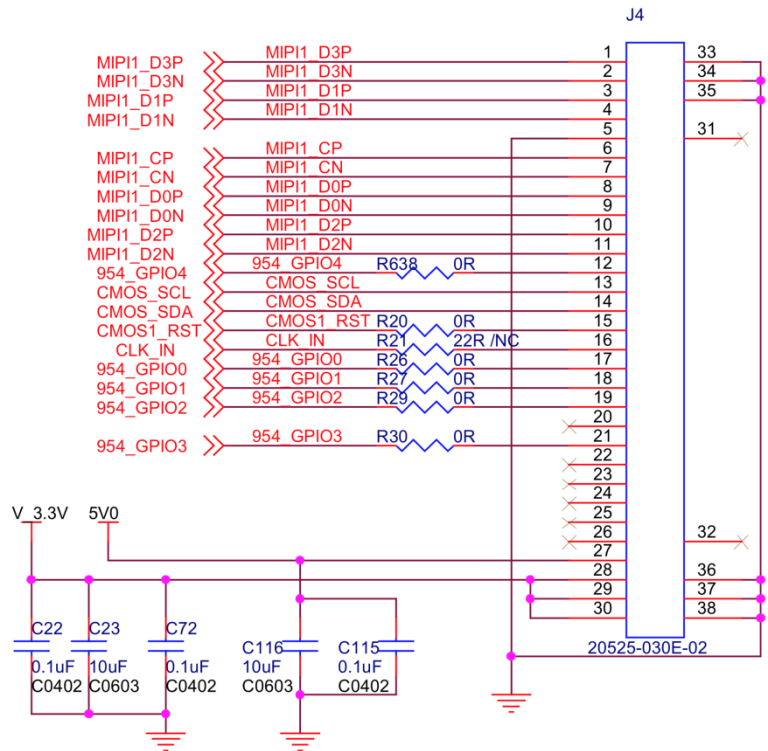 J4
MIPI1_D3P MIPI1_D3P 1 33
MIPI1_D3N MIPI1_D3N 2 34
MIPI1_D1P MIPI1_D1P 3 35
MIPI1_D1N MIPI1_D1N 4
5 31
MIPI1_CP MIPI1_CP 6
MIPI1_CN MIPI1_CN 7
MIPI1_D0P MIPI1_D0P 8
MIPI1_D0N MIPI1_D0N 9
MIPI1_D2P MIPI1_D2P 10
MIPI1_D2N MIPI1_D2N 11
954_GPIO4 954_GPIO4 R638 0R 12
CMOS_SCL CMOS_SCL 13
CMOS_SDA CMOS_SDA 14
CMOS1_RST CMOS1_RST R20 0R 15
CLK_IN CLK_IN R21 22R /NC 16
954_GPIO0 954_GPIO0 R26 0R 17
954_GPIO1 954_GPIO1 R27 0R 18
954_GPIO2 954_GPIO2 R29 0R 19
20
954_GPIO3 954_GPIO3 R30 0R 21
22
23
24
25
V_3.3V 5V0
26 32
27
28 36
29 37
30 38
C22 C23 C72 C116 C115 20525-030E-02
0.1uF 10uF 0.1uF 10uF 0.1uF
C0402 C0603 C0402 C0603 C0402